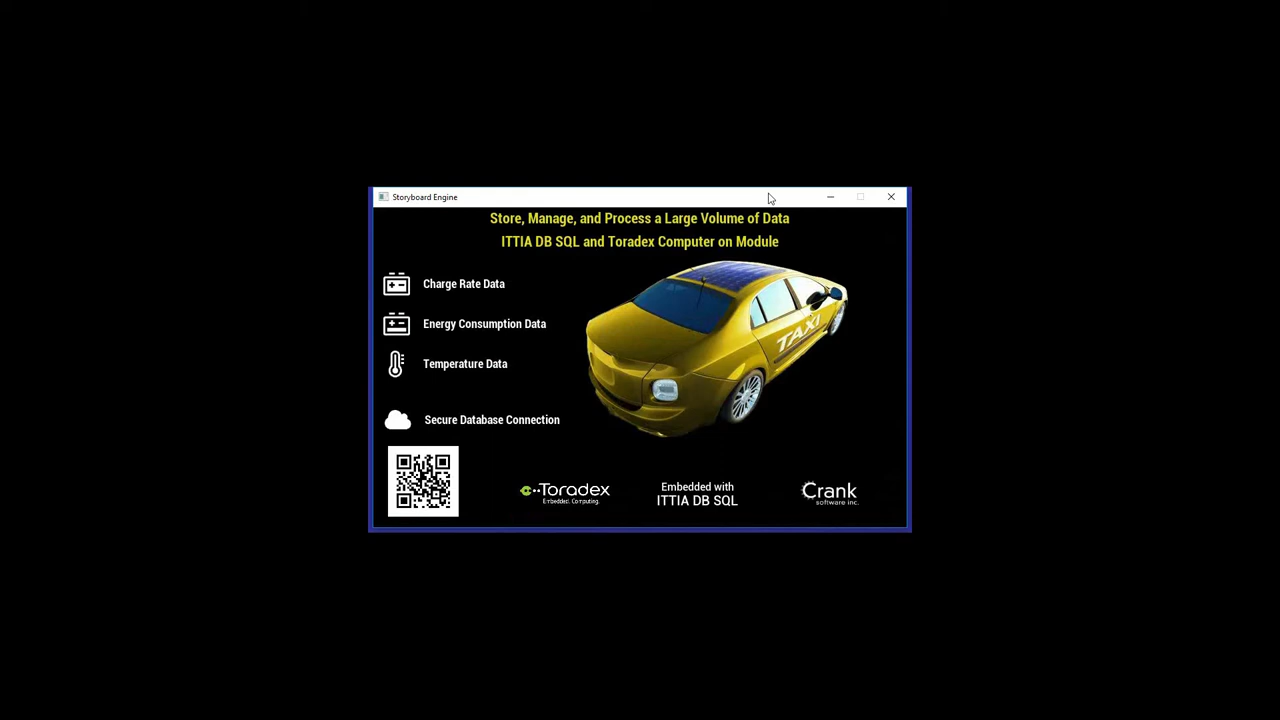 Storyboard Engine
Store, Manage, and Process a Large Volume of Data
ITTIA DB SQL and Toradex Computer on Module
Charge Rate Data
Energy Consumption Data
Temperature Data
Secure Database Connection
TAXI
Toradex
Embedded. Computing.
Embedded with
ITTIA DB SQL
Crank
software inc.